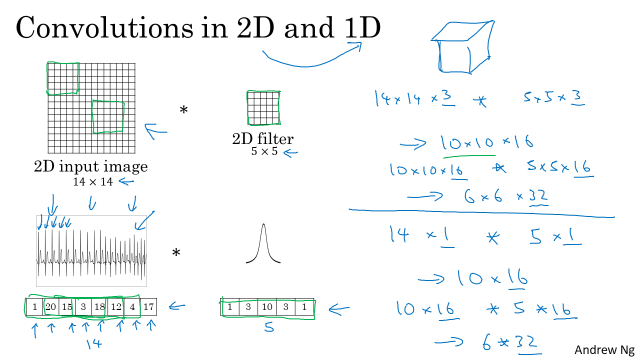 Convolutions in 2D and 1D
14 × 14 × 3 * 5 × 5 × 3
*
2D filter
5 × 5
→ 10 × 10 × 16
2D input image
14 × 14
10 × 10 × 16 * 5 × 5 × 16
→ 6 × 6 × 32
14 × 1 * 5 × 1
*
→ 10 × 16
1 20 15 3 18 12 4 17
1 3 10 3 1
10 × 16 * 5 * 16
14
5
→ 6 * 32
Andrew Ng